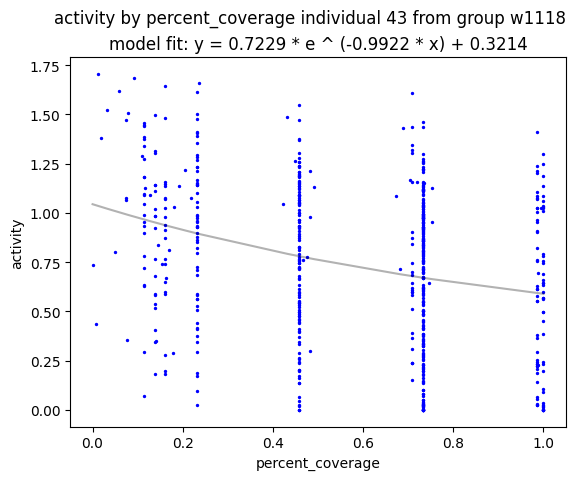 activity by percent_coverage individual 43 from group w1118
model fit: y = 0.7229 * e ^ (-0.9922 * x) + 0.3214
1.75
1.50
1.25
1.00
0.75
0.50
0.25
0.00
activity
0.0 0.2 0.4 0.6 0.8 1.0
percent_coverage